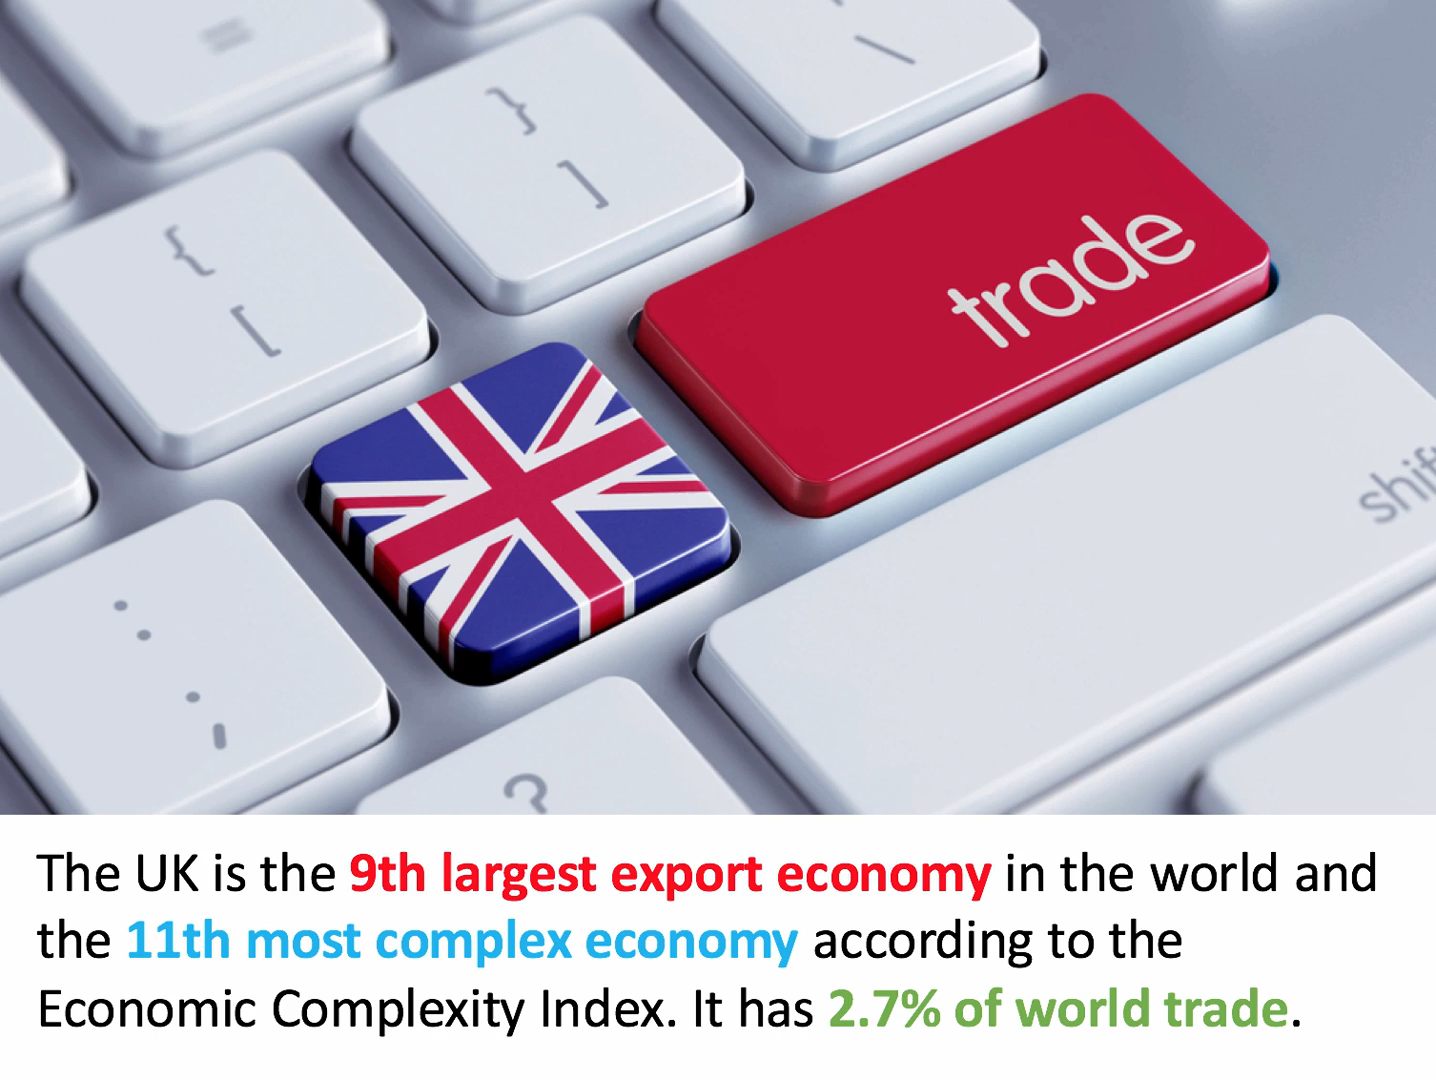 =
}
]
\
{
[
trade
shift
:
;
?
The UK is the 9th largest export economy in the world and
the 11th most complex economy according to the
Economic Complexity Index. It has 2.7% of world trade.